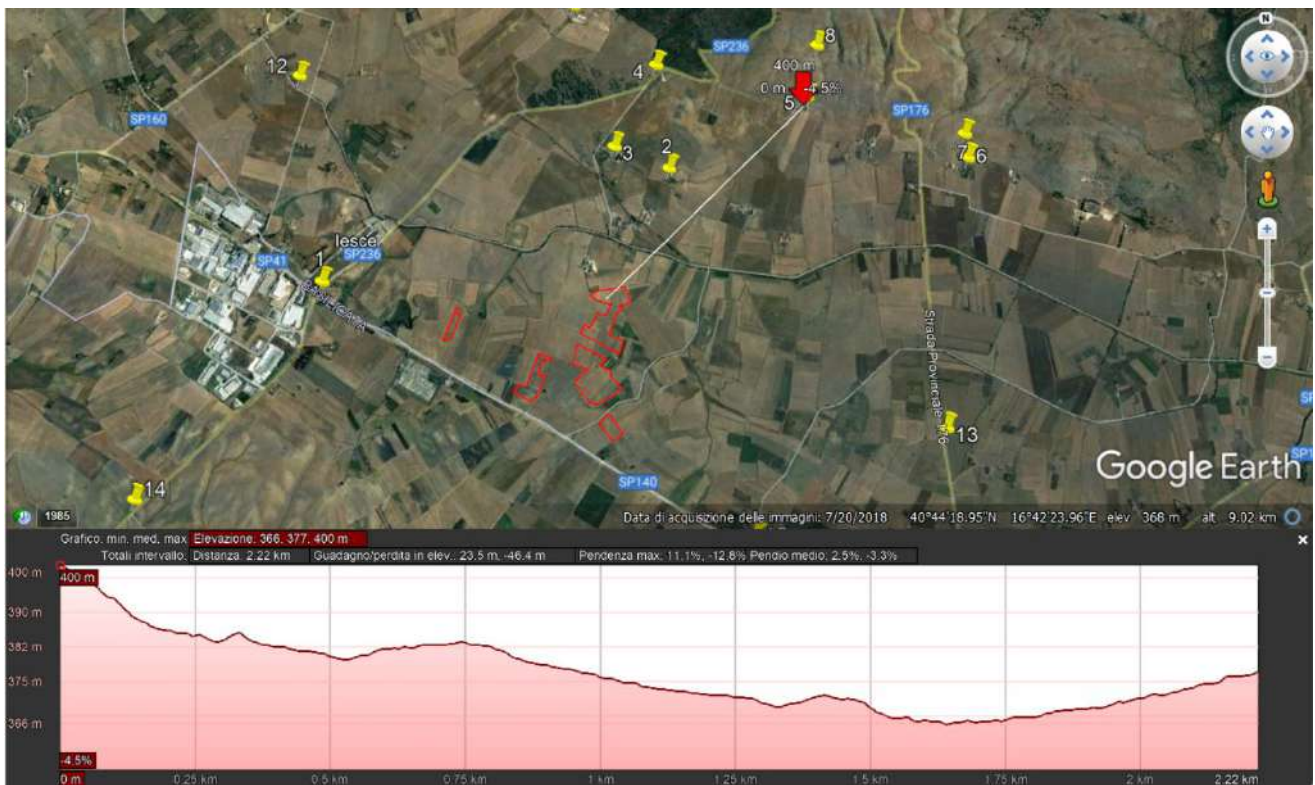 N
8
SP236
400 m
12
4
0 m -4.5%
5
SP160
SP176
3
2
7 6
Iesce
SP41
SP236
1
BASILICATA
Strada Provinciale 176
13
Google Earth
SP140
14
1985
Data di acquisizione delle immagini: 7/20/2018 40°44'18.95"N 16°42'23.96"E elev 368 m alt 9.02 km
Grafico: min, med, max Elevazione: 366, 377, 400 m
Totali intervallo: Distanza: 2.22 km Guadagno/perdita in elev.: 23.5 m, -46.4 m Pendenza max: 11.1%, -12.8% Pendio medio: 2.5%, -3.3%
400 m
400 m
390 m
382 m
375 m
366 m
-4.5%
0 m 0.25 km 0.5 km 0.75 km 1 km 1.25 km 1.5 km 1.75 km 2 km 2.22 km